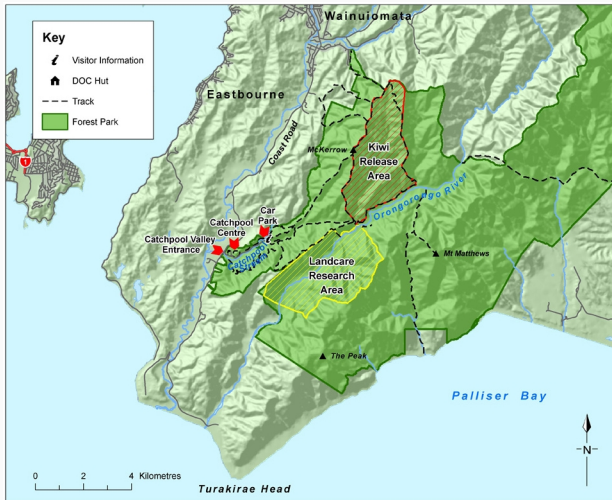 Key
Visitor Information
DOC Hut
Track
Forest Park
1
Wainuiomata
Eastbourne
Coast Road
McKerrow
Kiwi
Release
Area
Orongorongo River
Car
Park
Catchpool
Centre
Catchpool Valley
Entrance
Catchpool
Stream
Landcare
Research
Area
Mt Matthews
The Peak
Palliser Bay
Turakirae Head
0 2 4 Kilometres
N